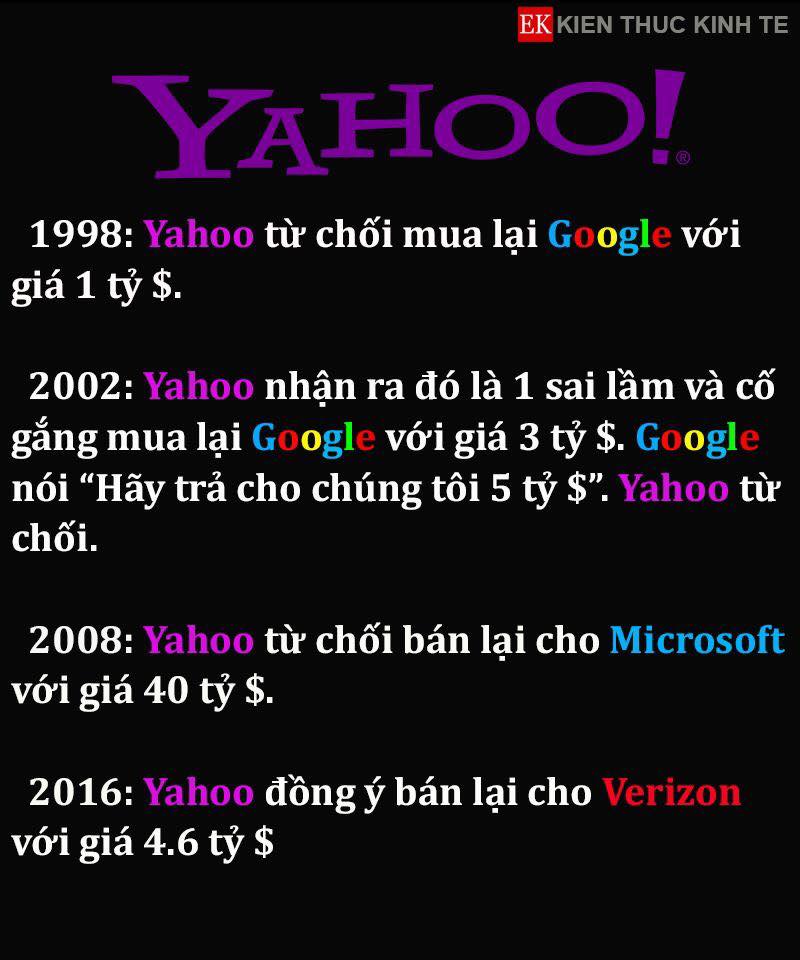 EK KIEN THUC KINH TE
YAHOO!®
1998: Yahoo từ chối mua lại Google với
giá 1 tỷ $.
2002: Yahoo nhận ra đó là 1 sai lầm và cố
gắng mua lại Google với giá 3 tỷ $. Google
nói “Hãy trả cho chúng tôi 5 tỷ $”. Yahoo từ
chối.
2008: Yahoo từ chối bán lại cho Microsoft
với giá 40 tỷ $.
2016: Yahoo đồng ý bán lại cho Verizon
với giá 4.6 tỷ $